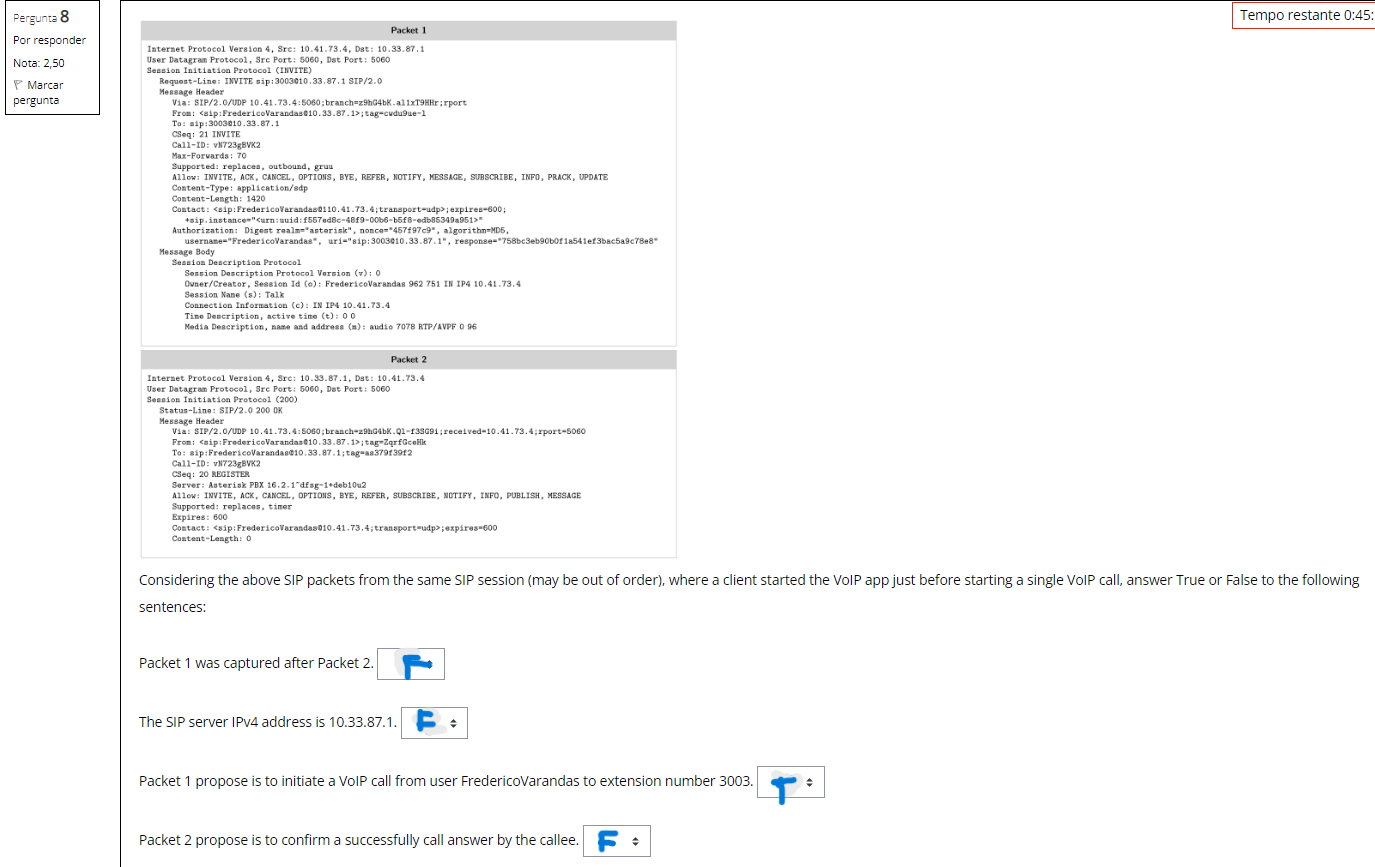 Pergunta 8
Por responder
Nota: 2,50
Marcar
pergunta
Tempo restante 0:45:
Packet 1
Internet Protocol Version 4, Src: 10.41.73.4, Dst: 10.33.87.1
User Datagram Protocol, Src Port: 5060, Dst Port: 5060
Session Initiation Protocol (INVITE)
Request-Line: INVITE sip:3003@10.33.87.1 SIP/2.0
Message Header
Via: SIP/2.0/UDP 10.41.73.4:5060;branch=z9hG4bK.al1xT9HHr;rport
From: <sip:FredericoVarandas@10.33.87.1>;tag=cwdu9ue-l
To: sip:3003@10.33.87.1
CSeq: 21 INVITE
Call-ID: vN723gBVK2
Max-Forwards: 70
Supported: replaces, outbound, gruu
Allow: INVITE, ACK, CANCEL, OPTIONS, BYE, REFER, NOTIFY, MESSAGE, SUBSCRIBE, INFO, PRACK, UPDATE
Content-Type: application/sdp
Content-Length: 1420
Contact: <sip:FredericoVarandas@110.41.73.4;transport=udp>;expires=600;
+sip.instance="<urn:uuid:f557ed8c-48f9-00b6-b5f8-edb85349a951>"
Authorization: Digest realm="asterisk", nonce="457f97c9", algorithm=MD5,
username="FredericoVarandas", uri="sip:3003@10.33.87.1", response="758bc3eb90b0f1a541ef3bac5a9c78e8"
Message Body
Session Description Protocol
Session Description Protocol Version (v): 0
Owner/Creator, Session Id (o): FredericoVarandas 962 751 IN IP4 10.41.73.4
Session Name (s): Talk
Connection Information (c): IN IP4 10.41.73.4
Time Description, active time (t): 0 0
Media Description, name and address (m): audio 7078 RTP/AVPF 0 96
Packet 2
Internet Protocol Version 4, Src: 10.33.87.1, Dst: 10.41.73.4
User Datagram Protocol, Src Port: 5060, Dst Port: 5060
Session Initiation Protocol (200)
Status-Line: SIP/2.0 200 OK
Message Header
Via: SIP/2.0/UDP 10.41.73.4:5060;branch=z9hG4bK.Ql-f3SG9i;received=10.41.73.4;rport=5060
From: <sip:FredericoVarandas@10.33.87.1>;tag=ZqrfGceHk
To: sip:FredericoVarandas@10.33.87.1;tag=as379f39f2
Call-ID: vN723gBVK2
CSeq: 20 REGISTER
Server: Asterisk PBX 16.2.1~dfsg-1+deb10u2
Allow: INVITE, ACK, CANCEL, OPTIONS, BYE, REFER, SUBSCRIBE, NOTIFY, INFO, PUBLISH, MESSAGE
Supported: replaces, timer
Expires: 600
Contact: <sip:FredericoVarandas@10.41.73.4;transport=udp>;expires=600
Content-Length: 0
Considering the above SIP packets from the same SIP session (may be out of order), where a client started the VoIP app just before starting a single VoIP call, answer True or False to the following
sentences:
Packet 1 was captured after Packet 2. F
The SIP server IPv4 address is 10.33.87.1. F
Packet 1 propose is to initiate a VoIP call from user FredericoVarandas to extension number 3003. T
Packet 2 propose is to confirm a successfully call answer by the callee. F